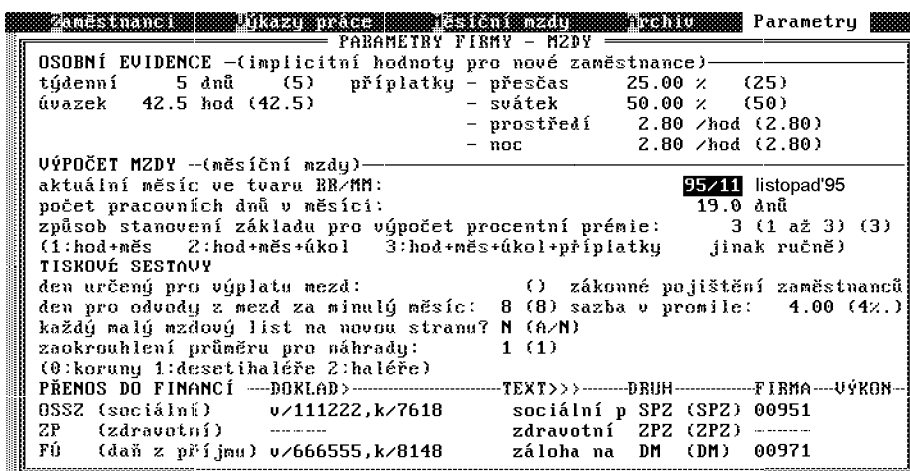 Zaměstnanci Výkazy práce Měsíční mzdy Archiv Parametry
PARAMETRY FIRMY - MZDY
OSOBNÍ EVIDENCE -(implicitní hodnoty pro nové zaměstnance)
týdenní 5 dnů (5) příplatky - přesčas 25.00 % (25)
úvazek 42.5 hod (42.5) - svátek 50.00 % (50)
- prostředí 2.80 /hod (2.80)
- noc 2.80 /hod (2.80)
VÝPOČET MZDY --(měsíční mzdy)
aktuální měsíc ve tvaru RR/MM: 95/11 listopad'95
počet pracovních dnů v měsíci: 19.0 dnů
způsob stanovení základu pro výpočet procentní prémie: 3 (1 až 3) (3)
(1:hod+měs 2:hod+měs+úkol 3:hod+měs+úkol+příplatky jinak ručně)
TISKOVÉ SESTAVY
den určený pro výplatu mezd: () zákonné pojištění zaměstnanců
den pro odvody z mezd za minulý měsíc: 8 (8) sazba v promile: 4.00 (4%.)
každý malý mzdový list na novou stranu? N (A/N)
zaokrouhlení průměru pro náhrady: 1 (1)
(0:koruny 1:desetihaléře 2:haléře)
PŘENOS DO FINANCÍ ----DOKLAD>--------------------TEXT>>>------DRUH-----------FIRMA---VÝKON--
OSSZ (sociální) v/111222,k/7618 sociální p SPZ (SPZ) 00951
ZP (zdravotní) -------- zdravotní ZPZ (ZPZ) --------
FÚ (daň z příjmu) v/666555,k/8148 záloha na DM (DM) 00971